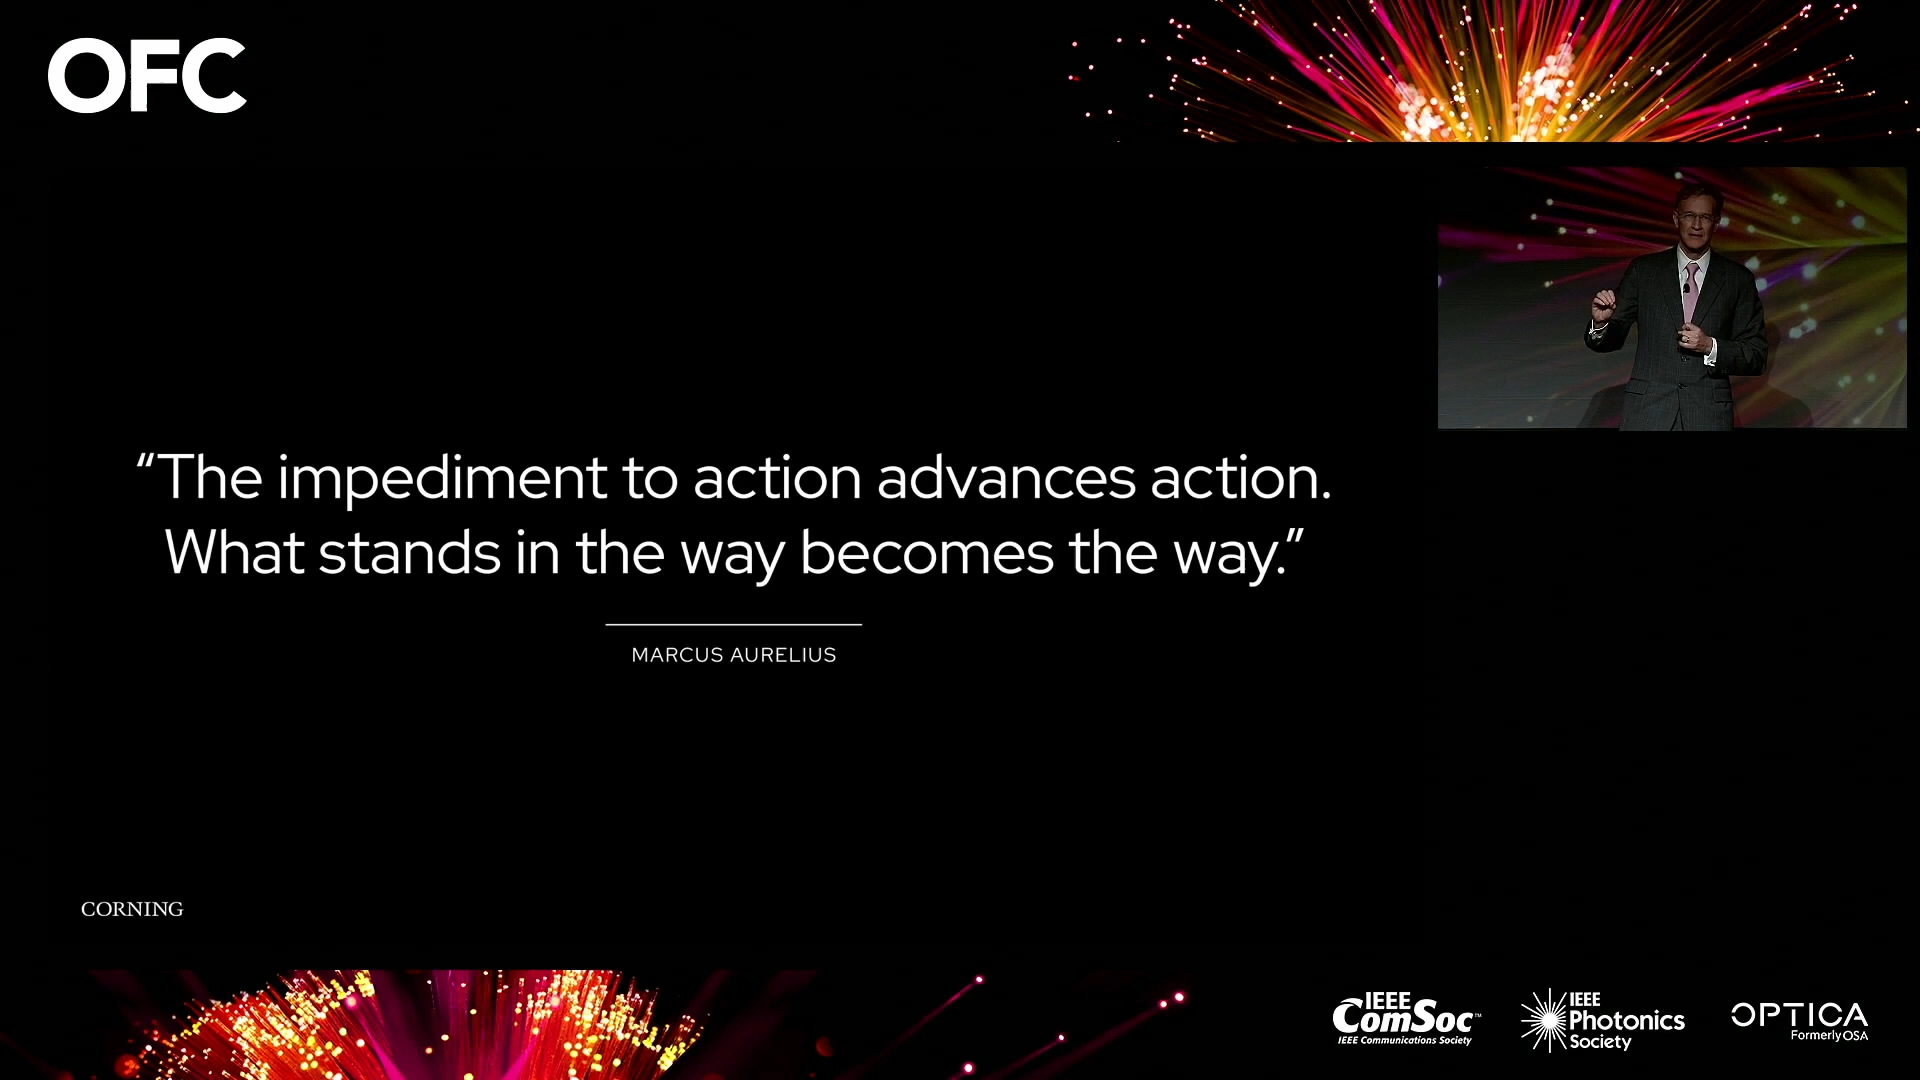 OFC
“The impediment to action advances action.
What stands in the way becomes the way.”
MARCUS AURELIUS
CORNING
IEEE
ComSoc™
IEEE Communications Society
IEEE
Photonics
Society
OPTICA
Formerly OSA